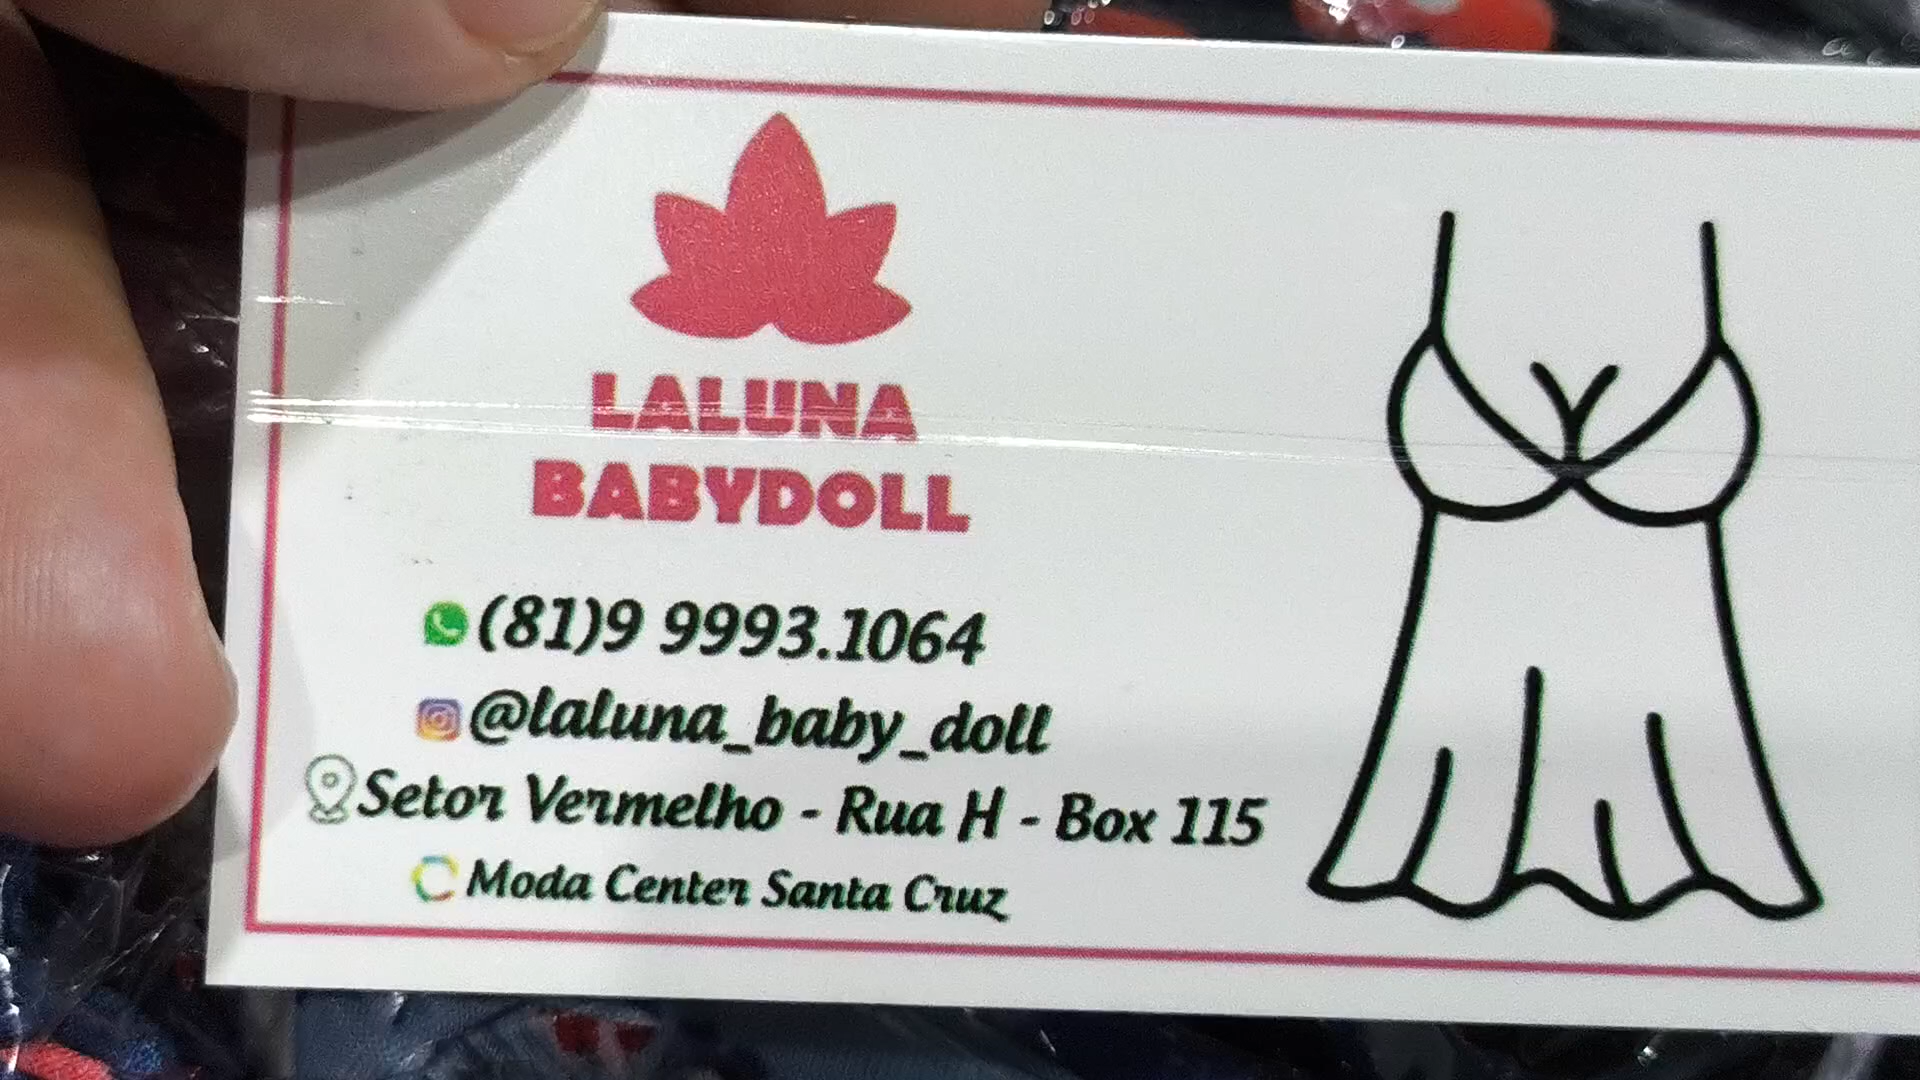 LALUNA
BABYDOLL
(81)9 9993.1064
@laluna_baby_doll
Setor Vermelho - Rua H - Box 115
Moda Center Santa Cruz